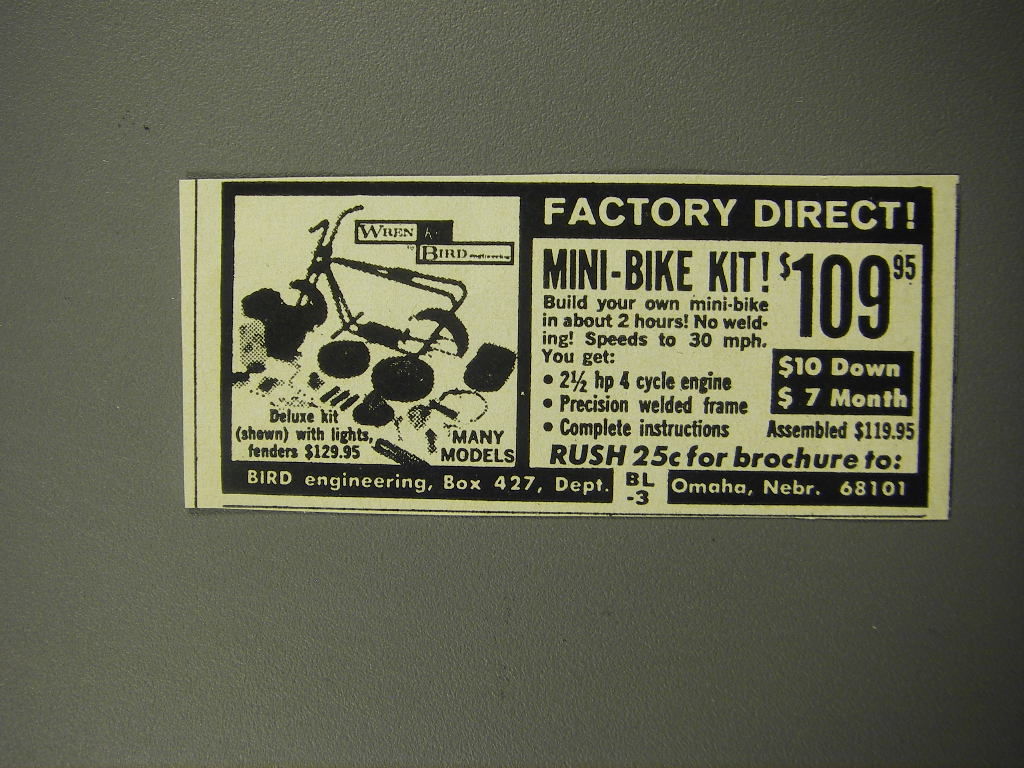 WREN
by BIRD
FACTORY DIRECT!
MINI-BIKE KIT! $109 95
Build your own mini-bike
in about 2 hours! No weld-
ing! Speeds to 30 mph.
You get:
• 2½ hp 4 cycle engine
• Precision welded frame
• Complete instructions
$10 Down
$ 7 Month
Assembled $119.95
Deluxe kit
(shown) with lights,
fenders $129.95
MANY
MODELS
RUSH 25c for brochure to:
BIRD engineering, Box 427, Dept. BL-3 Omaha, Nebr. 68101